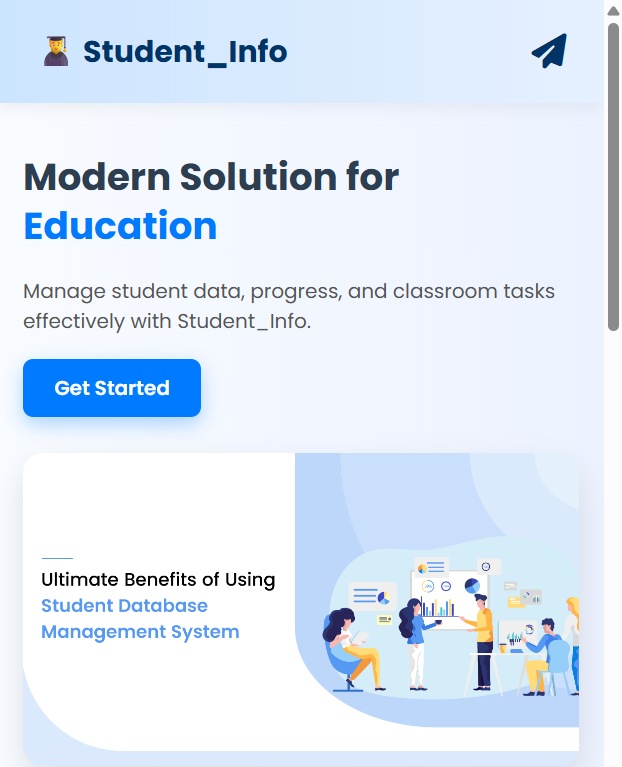 Student_Info
Modern Solution for
Education
Manage student data, progress, and classroom tasks
effectively with Student_Info.
Get Started
Ultimate Benefits of Using
Student Database
Management System